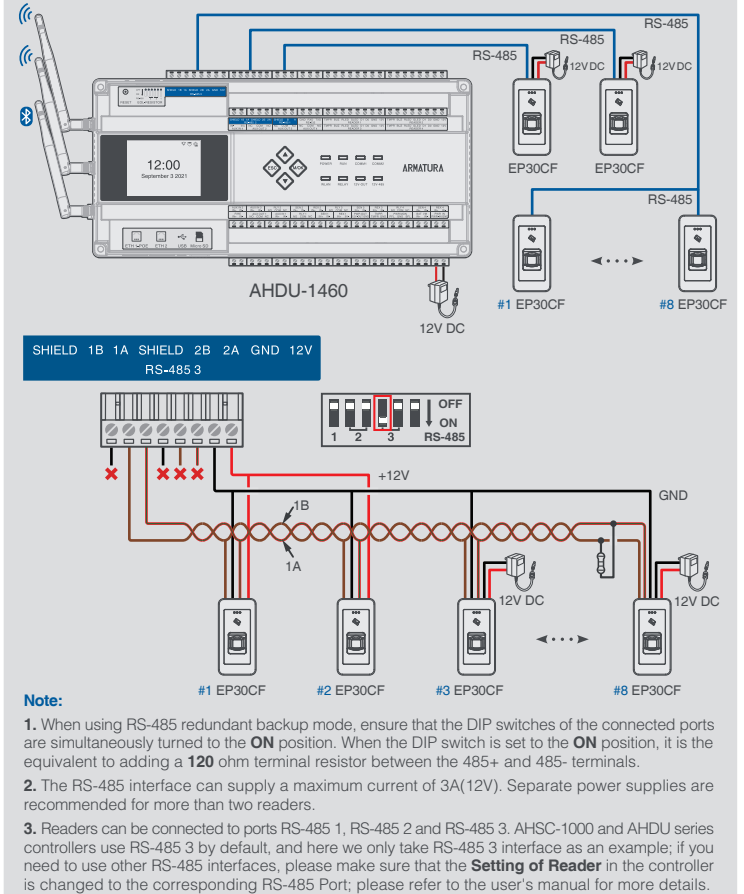 RS-485
RS-485
RS-485
12V DC
12V DC
EP30CF
EP30CF
RS-485
12:00
September 3 2021
ESC
ARMATURA
ETH 1-POE ETH 2 USB Micro SD
#1 EP30CF
#8 EP30CF
AHDU-1460
12V DC
SHIELD 1B 1A SHIELD 2B 2A GND 12V
RS-485 3
OFF
ON
1 2 3 RS-485
+12V
GND
1B
1A
12V DC
12V DC
#1 EP30CF
#2 EP30CF
#3 EP30CF
#8 EP30CF
Note:
1. When using RS-485 redundant backup mode, ensure that the DIP switches of the connected ports
are simultaneously turned to the ON position. When the DIP switch is set to the ON position, it is the
equivalent to adding a 120 ohm terminal resistor between the 485+ and 485- terminals.
2. The RS-485 interface can supply a maximum current of 3A(12V). Separate power supplies are
recommended for more than two readers.
3. Readers can be connected to ports RS-485 1, RS-485 2 and RS-485 3. AHSC-1000 and AHDU series
controllers use RS-485 3 by default, and here we only take RS-485 3 interface as an example; if you
need to use other RS-485 interfaces, please make sure that the Setting of Reader in the controller
is changed to the corresponding RS-485 Port; please refer to the user's manual for more details.